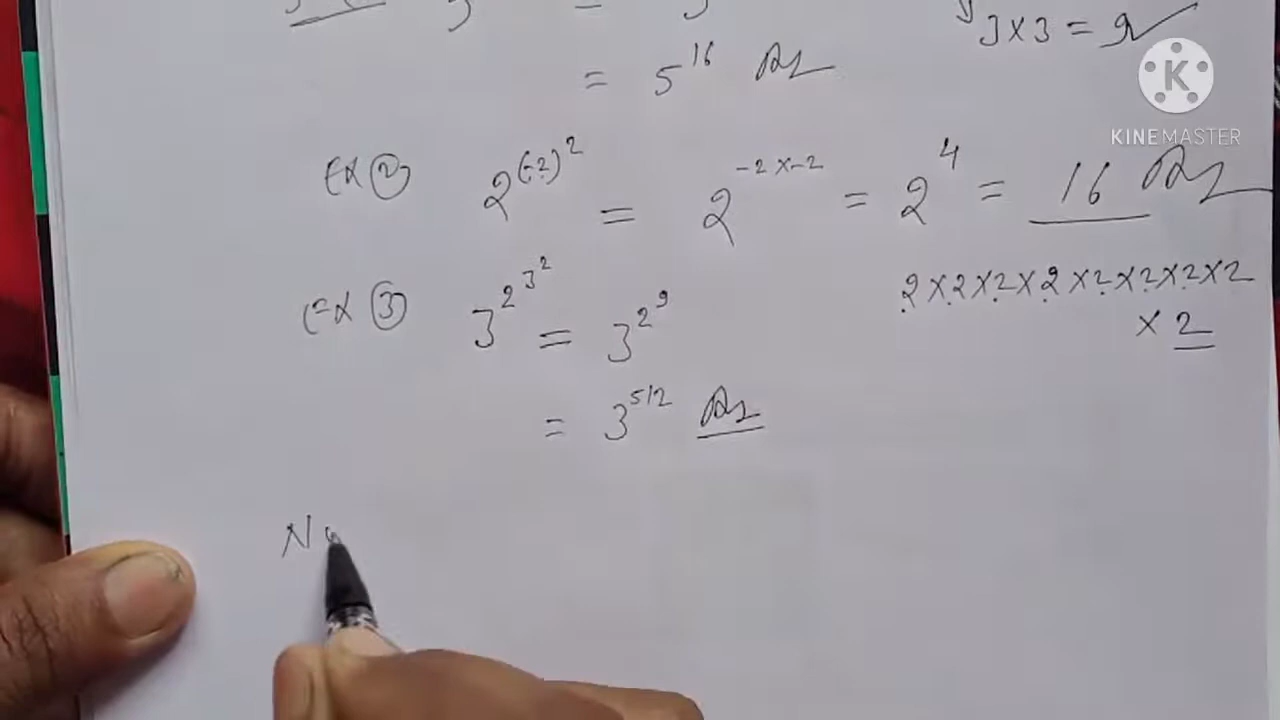 3 × 3 = 9
= 5^16 Ans
K
KINEMASTER
Ex ② 2^(-2)^2 = 2^-2×-2 = 2^4 = 16 Ans
2×2×2×2×2×2×2×2
× 2
Ex ③ 3^2^3^2 = 3^2^9
= 3^512 Ans
No